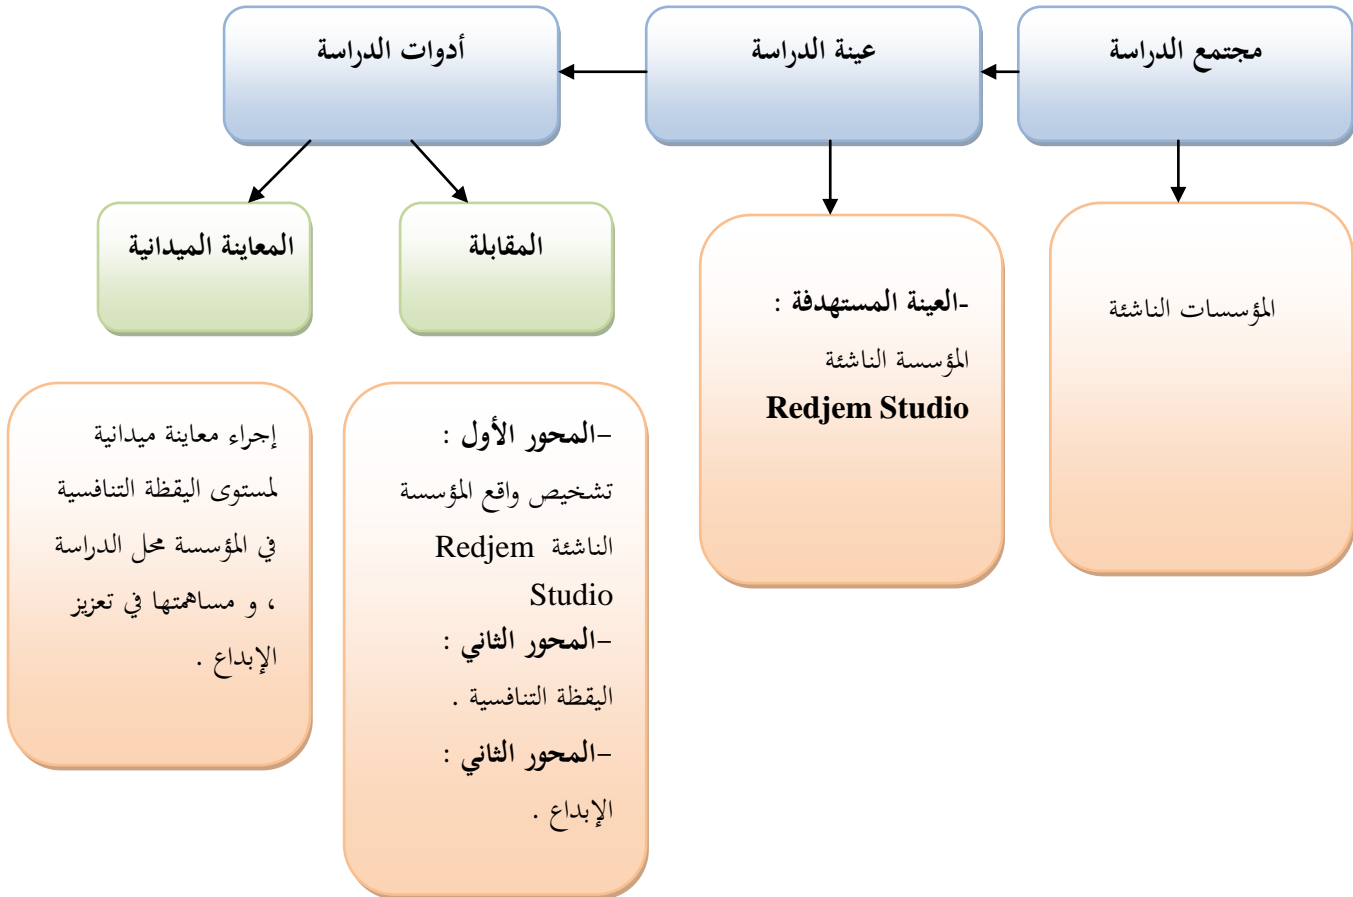 مجتمع الدراسة
عينة الدراسة
أدوات الدراسة
المؤسسات الناشئة
-العينة المستهدفة :
المؤسسة الناشئة
Redjem Studio
المقابلة
المعاينة الميدانية
-المحور الأول :
تشخيص واقع المؤسسة
الناشئة Redjem
Studio
-المحور الثاني :
اليقظة التنافسية .
-المحور الثاني :
الإبداع .
إجراء معاينة ميدانية
لمستوى اليقظة التنافسية
في المؤسسة محل الدراسة
، و مساهمتها في تعزيز
الإبداع .